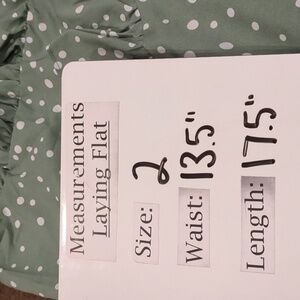 Measurements
Laying Flat
Size: 2
Waist: 13.5"
Length: 17.5"